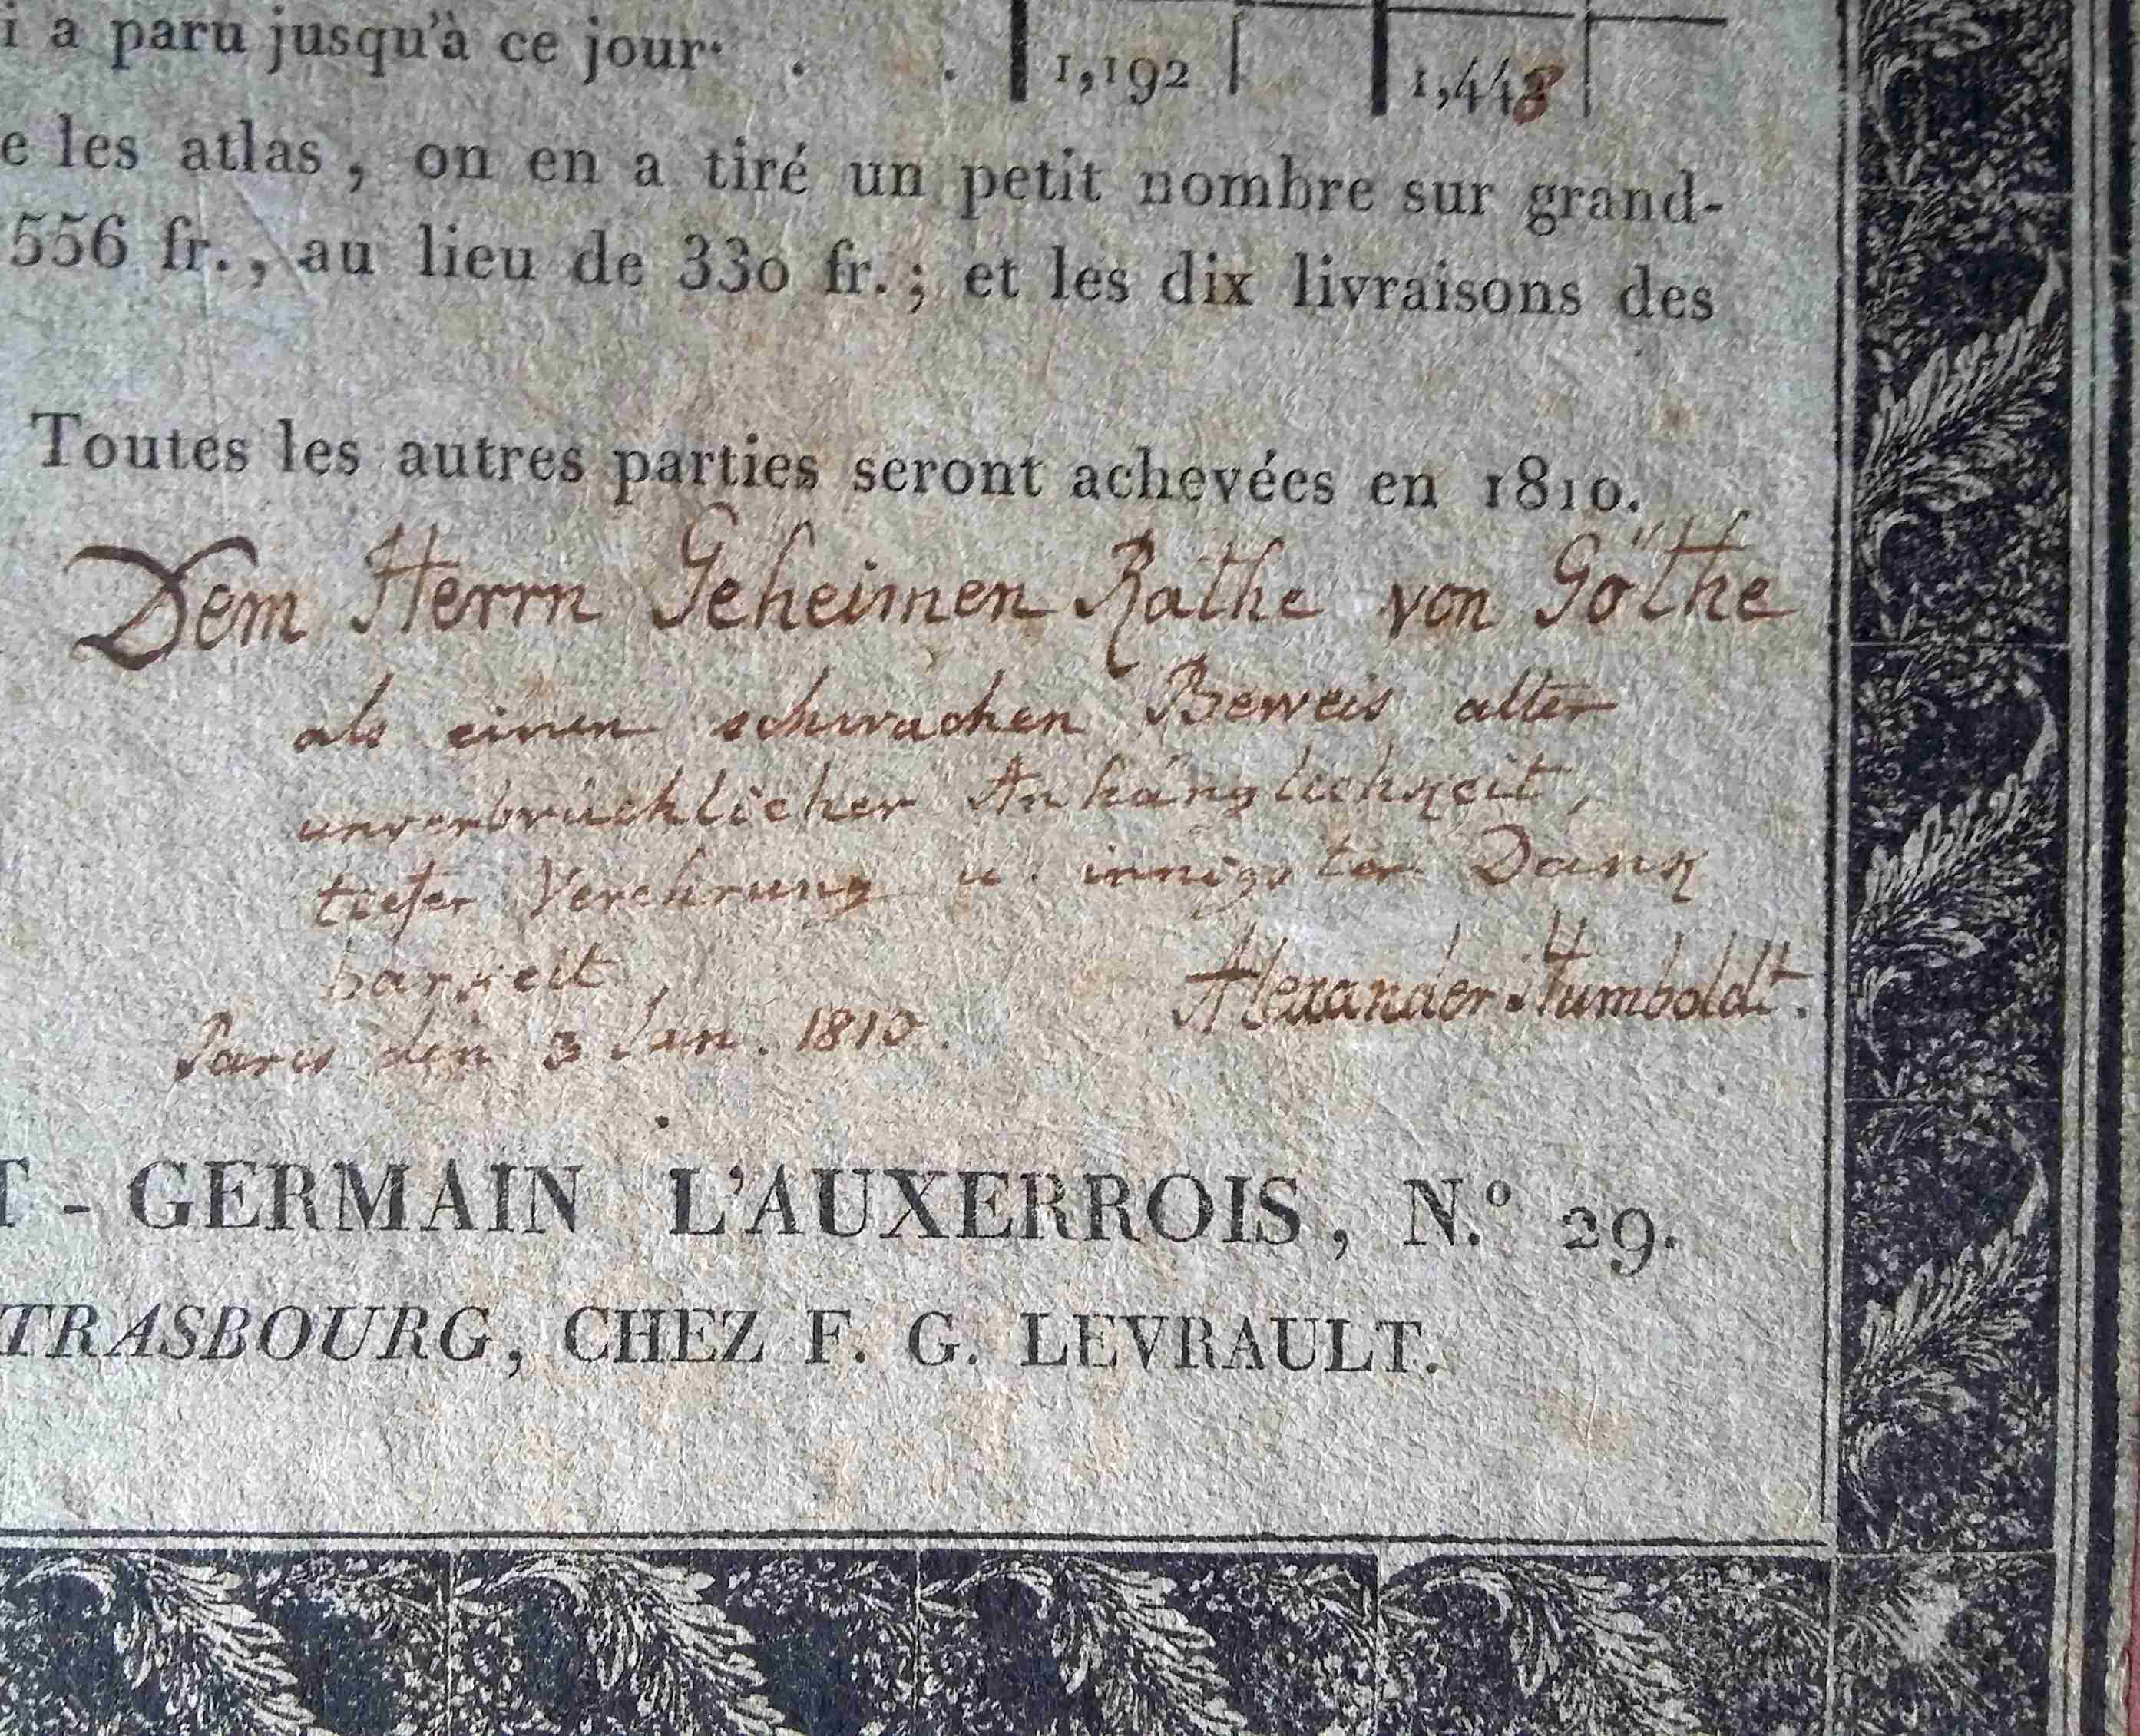 i a paru jusqu'à ce jour. . . 1,192 1,448
e les atlas, on en a tiré un petit nombre sur grand-
556 fr., au lieu de 330 fr.; et les dix livraisons des
Toutes les autres parties seront achevées en 1810.
Dem Herrn Geheimen Rathe von Göthe
als einen schwachen Beweis alter
unverbrüchlicher Anhänglichkeit,
tiefer Verehrung u. innigster Dank
barkeit,
Alexander Humboldt.
Paris den 3 Jan. 1810.
T-GERMAIN L'AUXERROIS, N.° 29.
TRASBOURG, CHEZ F. G. LEVRAULT.